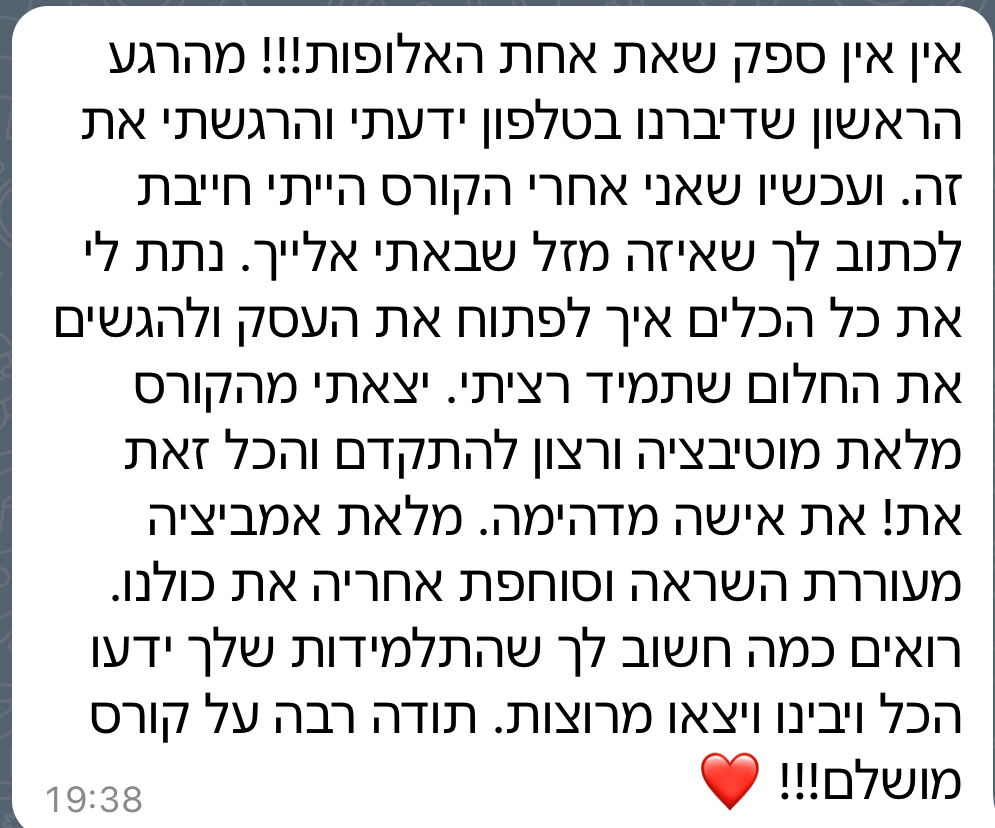 אין אין ספק שאת אחת האלופות!!! מהרגע
הראשון שדיברנו בטלפון ידעתי והרגשתי את
זה. ועכשיו שאני אחרי הקורס הייתי חייבת
לכתוב לך שאיזה מזל שבאתי אלייך. נתת לי
את כל הכלים איך לפתוח את העסק ולהגשים
את החלום שתמיד רציתי. יצאתי מהקורס
מלאת מוטיבציה ורצון להתקדם והכל זאת
את! את אישה מדהימה. מלאת אמביציה
מעוררת השראה וסוחפת אחריה את כולנו.
רואים כמה חשוב לך שהתלמידות שלך ידעו
הכל ויבינו ויצאו מרוצות. תודה רבה על קורס
מושלם!!! ❤️
19:38